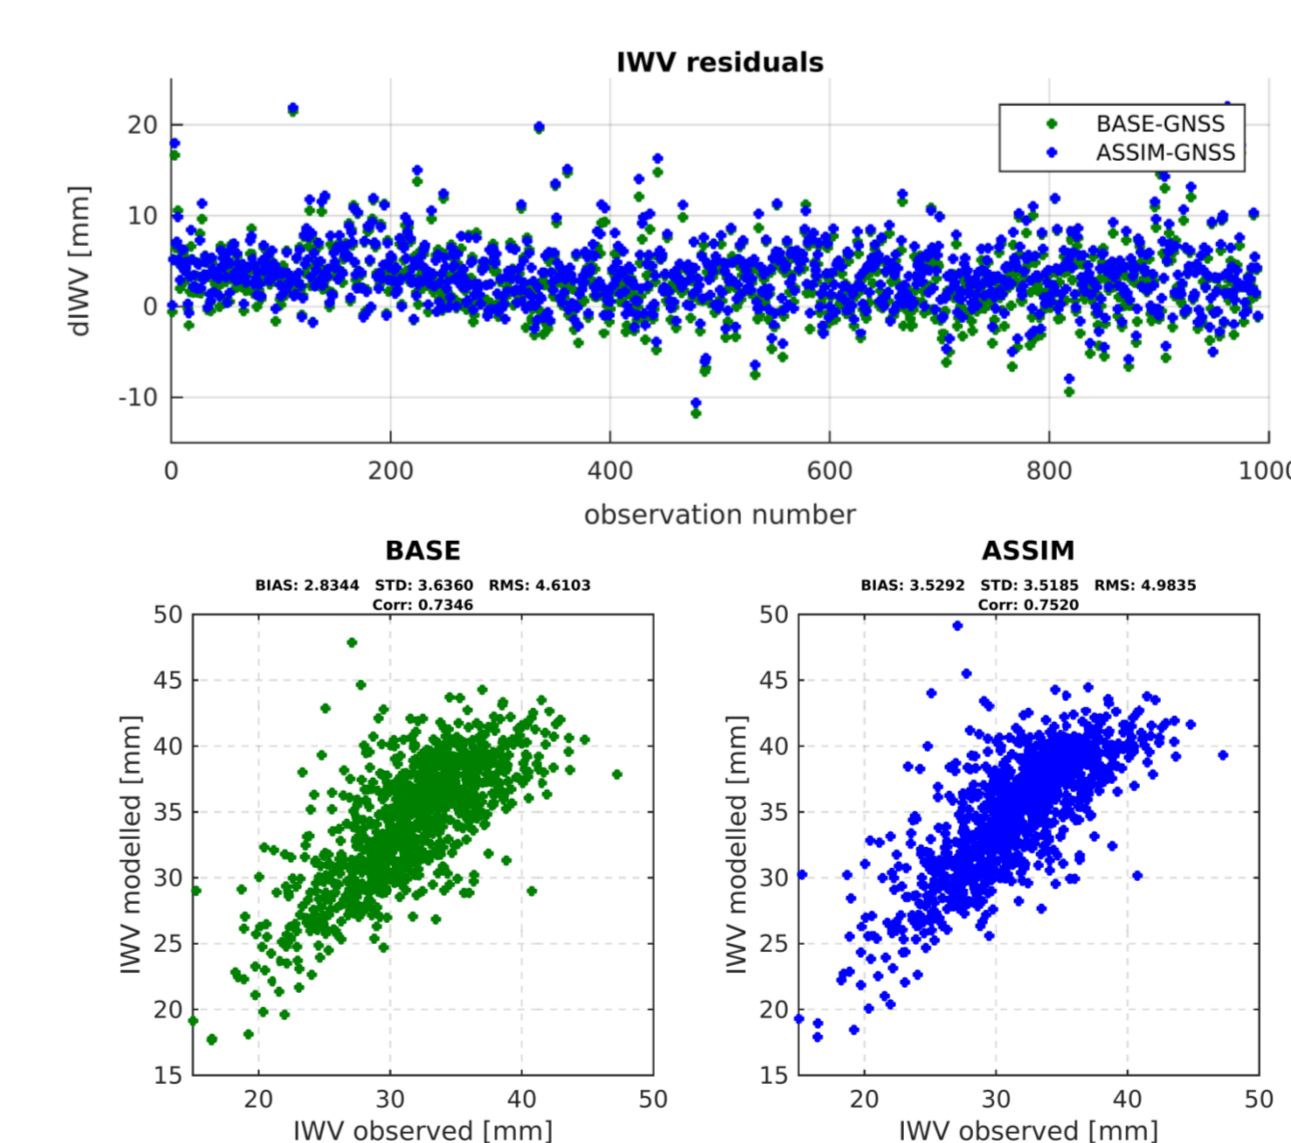 IWV residuals
dIWV [mm]
20
10
0
-10
BASE-GNSS
ASSIM-GNSS
0 200 400 600 800 1000
observation number
BASE
BIAS: 2.8344 STD: 3.6360 RMS: 4.6103
Corr: 0.7346
IWV modelled [mm]
50
45
40
35
30
25
20
15
20 30 40 50
IWV observed [mm]
ASSIM
BIAS: 3.5292 STD: 3.5185 RMS: 4.9835
Corr: 0.7520
IWV modelled [mm]
50
45
40
35
30
25
20
15
20 30 40 50
IWV observed [mm]